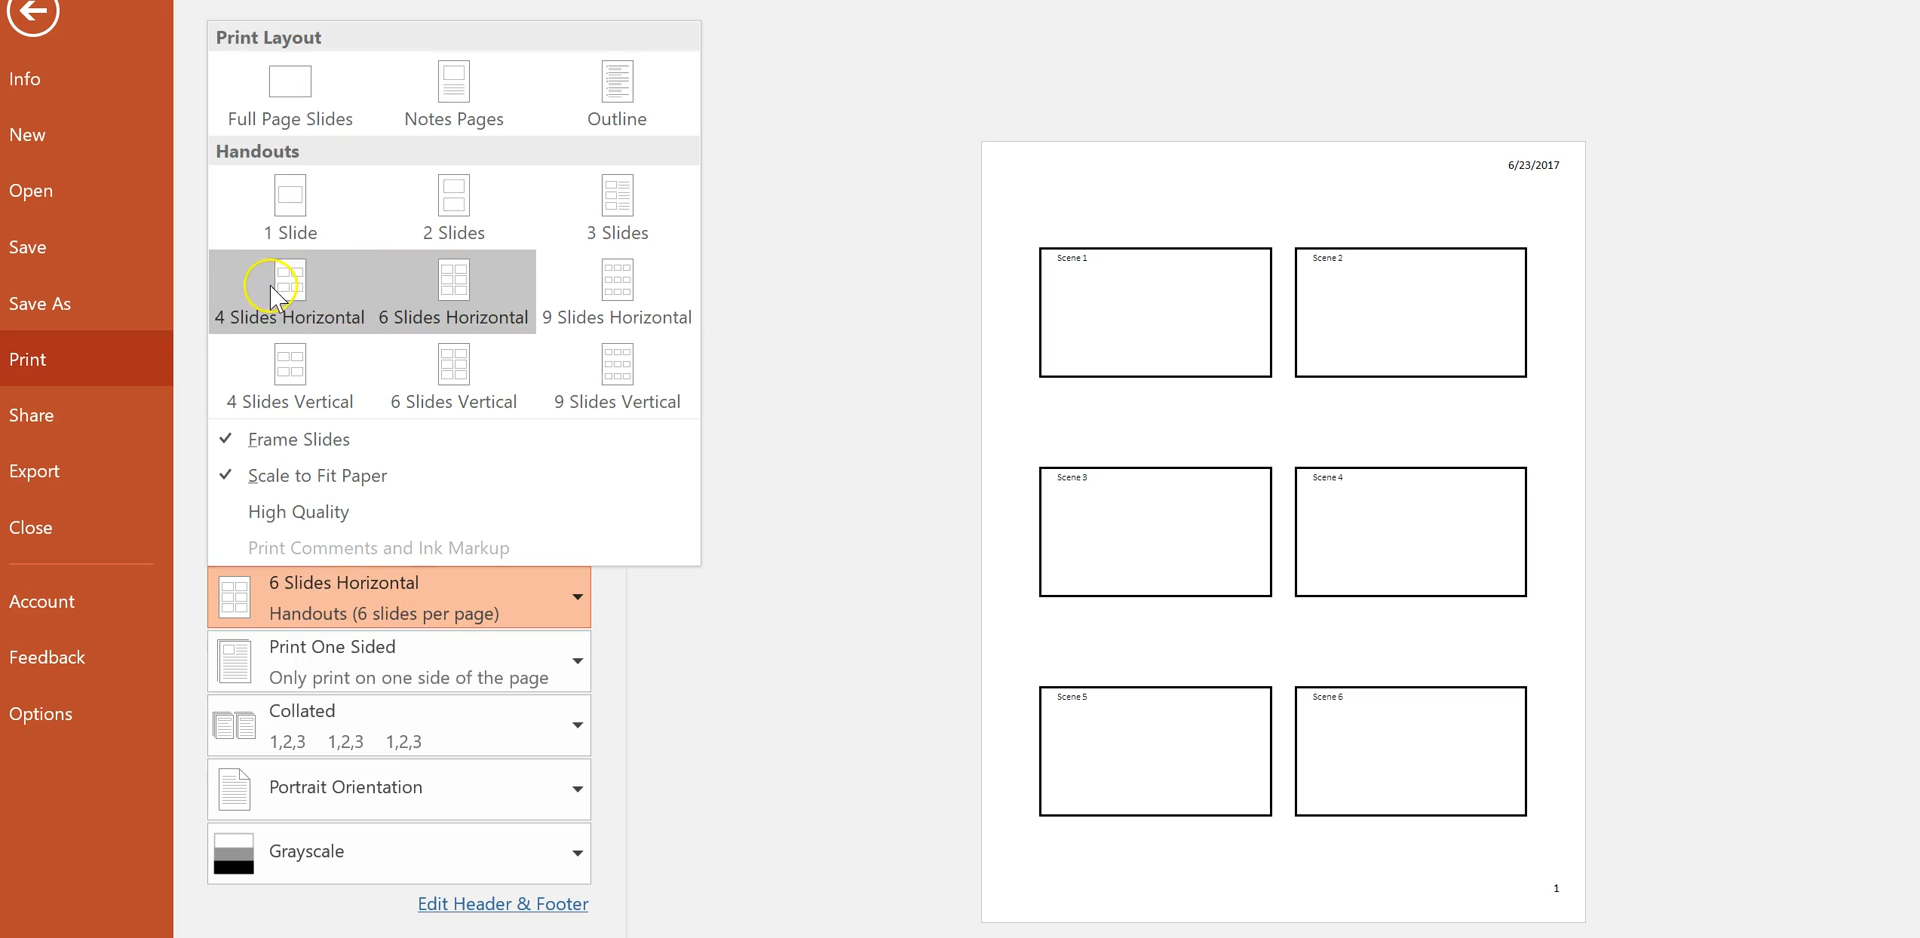 Info
New
Open
Save
Save As
Print
Share
Export
Close
Account
Feedback
Options
Print Layout
Full Page Slides Notes Pages Outline
Handouts
1 Slide 2 Slides 3 Slides
4 Slides Horizontal 6 Slides Horizontal 9 Slides Horizontal
4 Slides Vertical 6 Slides Vertical 9 Slides Vertical
Frame Slides
Scale to Fit Paper
High Quality
Print Comments and Ink Markup
6 Slides Horizontal
Handouts (6 slides per page)
Print One Sided
Only print on one side of the page
Collated
1,2,3 1,2,3 1,2,3
Portrait Orientation
Grayscale
Edit Header & Footer
6/23/2017
Scene 1 Scene 2
Scene 3 Scene 4
Scene 5 Scene 6
1